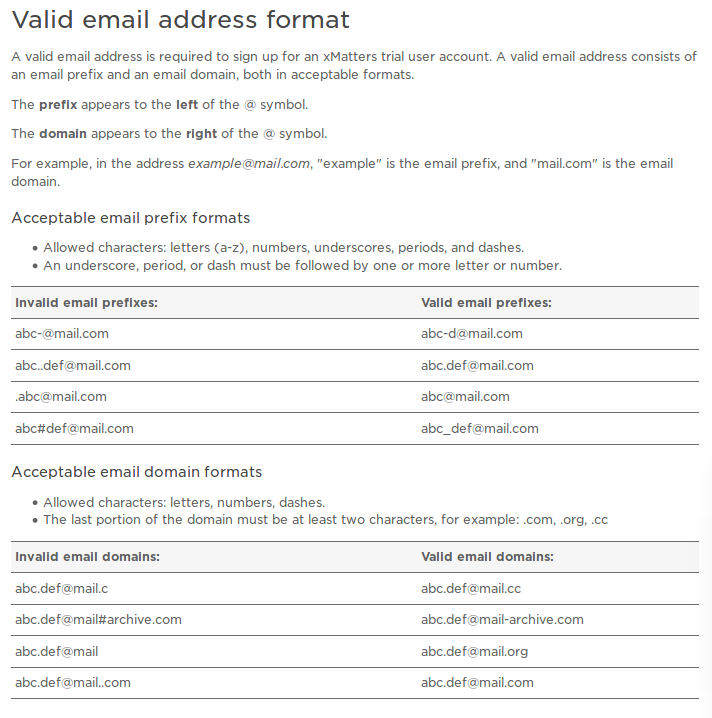 Valid email address format
A valid email address is required to sign up for an xMatters trial user account. A valid email address consists of
an email prefix and an email domain, both in acceptable formats.
The prefix appears to the left of the @ symbol.
The domain appears to the right of the @ symbol.
For example, in the address example@mail.com, "example" is the email prefix, and "mail.com" is the email
domain.
Acceptable email prefix formats
• Allowed characters: letters (a-z), numbers, underscores, periods, and dashes.
• An underscore, period, or dash must be followed by one or more letter or number.
Invalid email prefixes: Valid email prefixes:
abc-@mail.com abc-d@mail.com
abc..def@mail.com abc.def@mail.com
.abc@mail.com abc@mail.com
abc#def@mail.com abc_def@mail.com
Acceptable email domain formats
• Allowed characters: letters, numbers, dashes.
• The last portion of the domain must be at least two characters, for example: .com, .org, .cc
Invalid email domains: Valid email domains:
abc.def@mail.c abc.def@mail.cc
abc.def@mail#archive.com abc.def@mail-archive.com
abc.def@mail abc.def@mail.org
abc.def@mail..com abc.def@mail.com